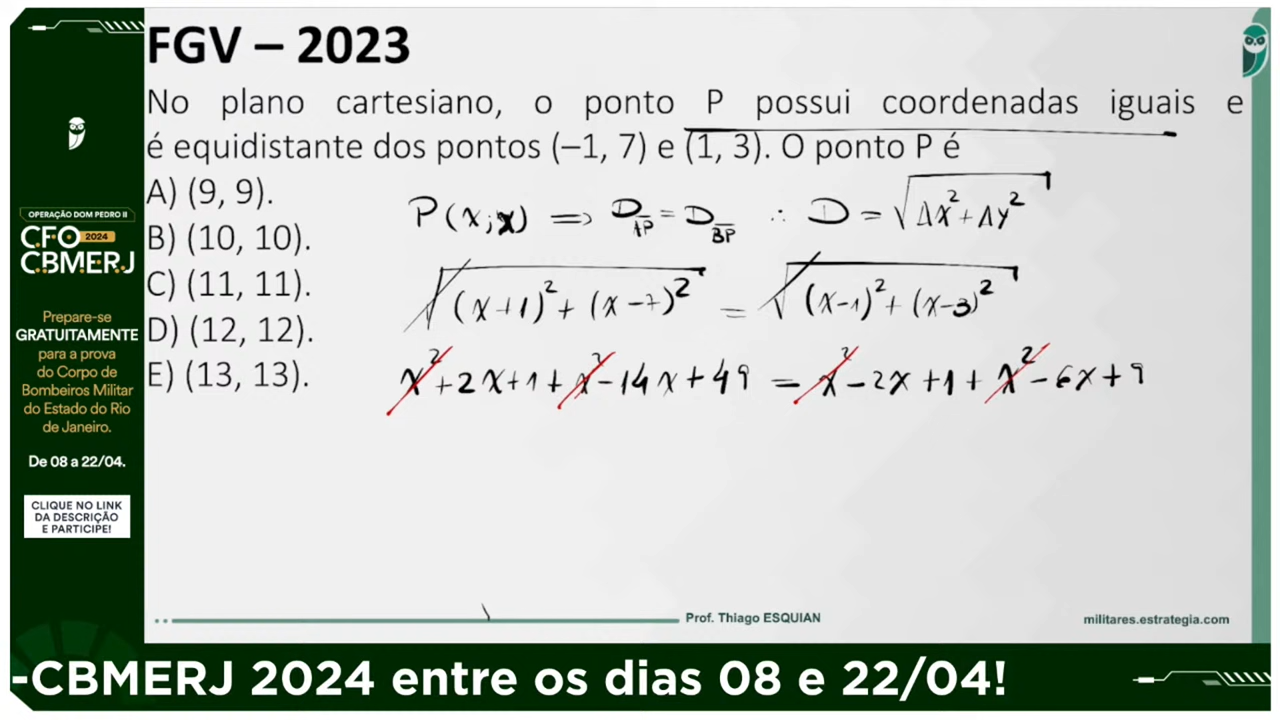 FGV – 2023
No plano cartesiano, o ponto P possui coordenadas iguais e
é equidistante dos pontos (–1, 7) e (1, 3). O ponto P é
A) (9, 9).
B) (10, 10).
C) (11, 11).
D) (12, 12).
E) (13, 13).
P(x;x) ⟹ D_AP = D_BP ∴ D = √Δx²+Δy²
√(x+1)²+(x-7)² = √(x-1)²+(x-3)²
x²+2x+1+x²-14x+49 = x²-2x+1+x²-6x+9
OPERAÇÃO DOM PEDRO II
CFO 2024
CBMERJ
Prepare-se
GRATUITAMENTE
para a prova
do Corpo de
Bombeiros Militar
do Estado do Rio
de Janeiro.
De 08 a 22/04.
CLIQUE NO LINK
DA DESCRIÇÃO
E PARTICIPE!
Prof. Thiago ESQUIAN
militares.estrategia.com
-CBMERJ 2024 entre os dias 08 e 22/04!